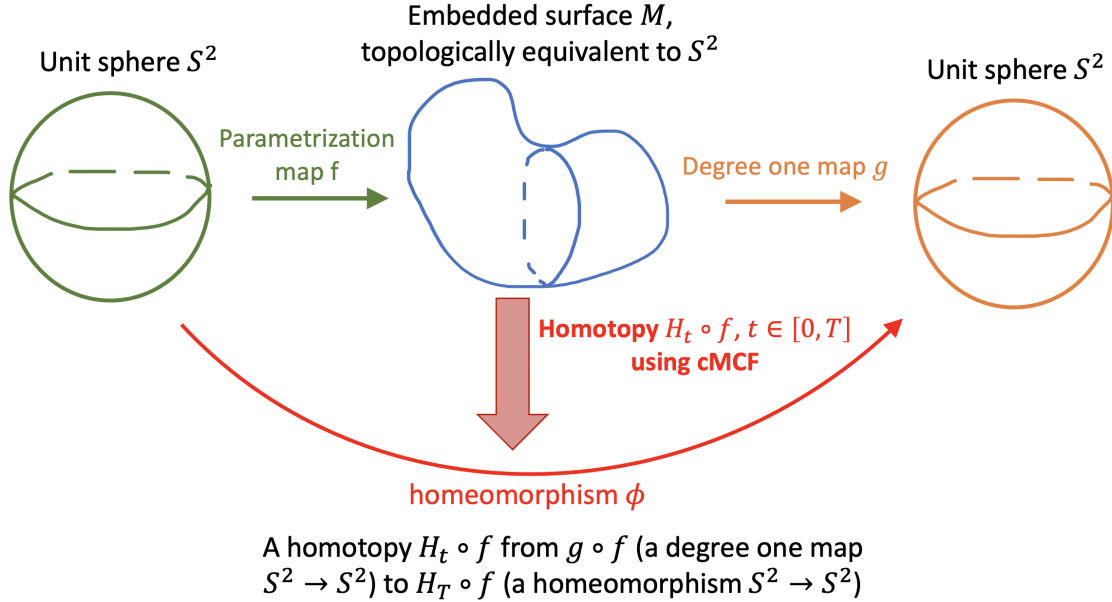 Embedded surface M,
topologically equivalent to S²
Unit sphere S²
Unit sphere S²
Parametrization
map f
Degree one map g
Homotopy Hₜ ∘ f, t ∈ [0, T]
using cMCF
homeomorphism ϕ
A homotopy Hₜ ∘ f from g ∘ f (a degree one map
S² → S²) to H_T ∘ f (a homeomorphism S² → S²)